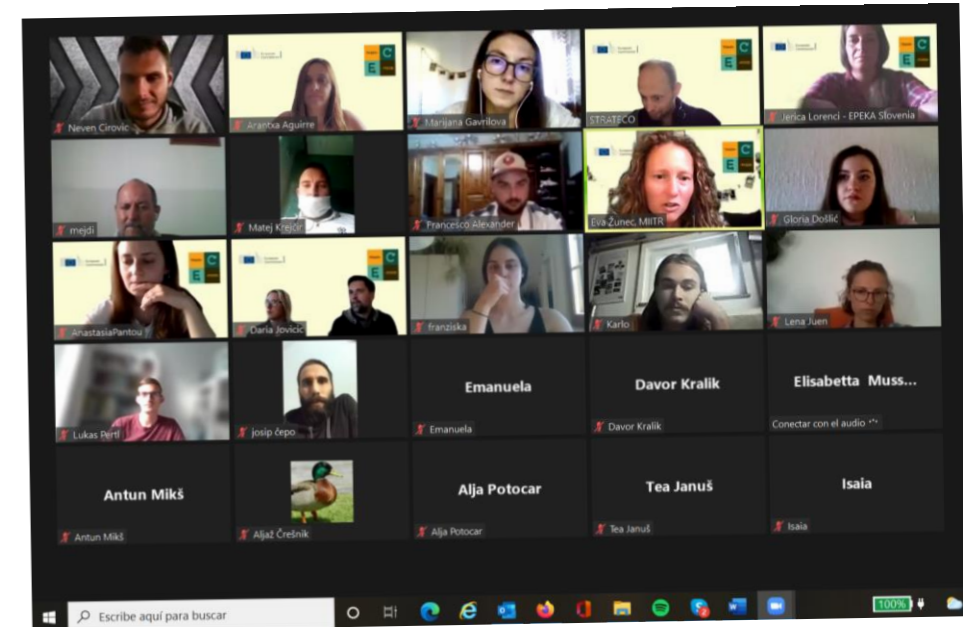 Neven Cirovic
Arantxa Aguirre
Marijana Gavrilova
STRATECO
Jerica Lorenci - EPEKA Slovenia
mejdi
Matej Krejčíř
Francesco Alexander
Eva Žunec, MIITR
Gloria Došlić
AnastasiaPantou
Daria Jovicic
franziska
Karlo
Lena Juen
Lukas Pertl
josip čepo
Emanuela
Emanuela
Davor Kralik
Davor Kralik
Elisabetta Muss...
Conectar con el audio
Antun Mikš
Antun Mikš
Aljaž Črešnik
Alja Potocar
Alja Potocar
Tea Januš
Tea Januš
Isaia
Isaia
Escribe aquí para buscar
100%